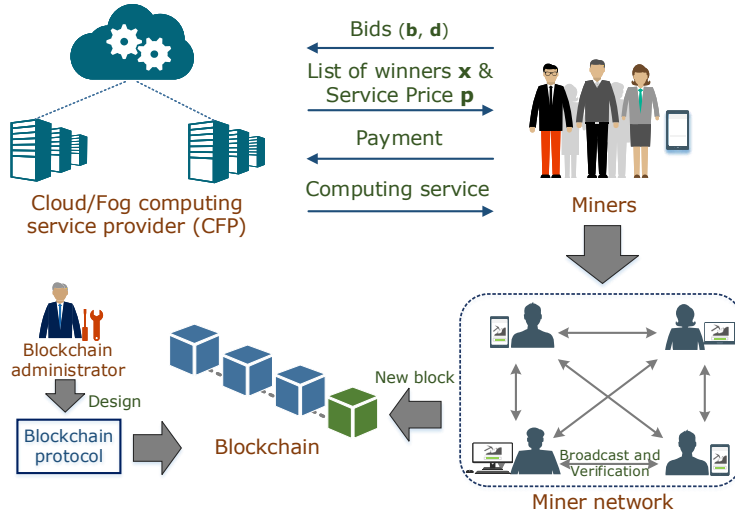 Bids (b, d)
List of winners x &
Service Price p
Payment
Computing service
Cloud/Fog computing
service provider (CFP)
Miners
Blockchain
administrator
Design
Blockchain
protocol
Blockchain
New block
Broadcast and
Verification
Miner network